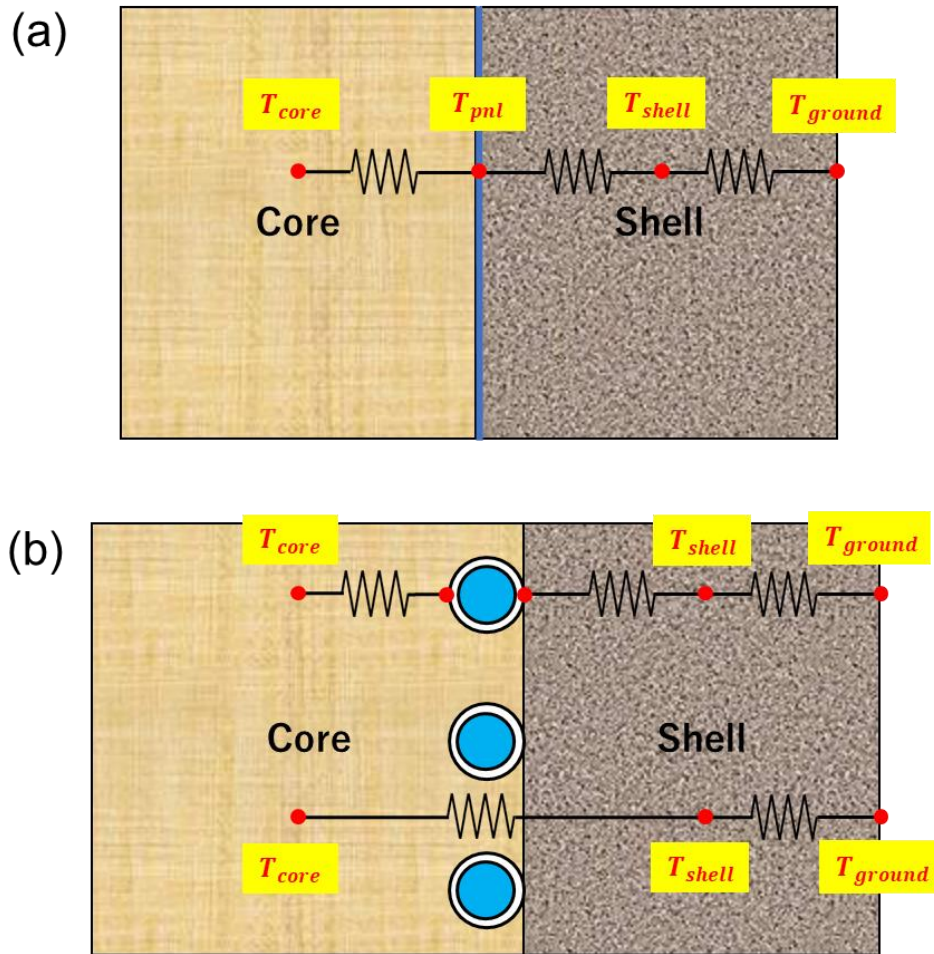 (a)
T_core T_pnl T_shell T_ground
Core Shell
(b)
T_core T_shell T_ground
Core Shell
T_core T_shell T_ground